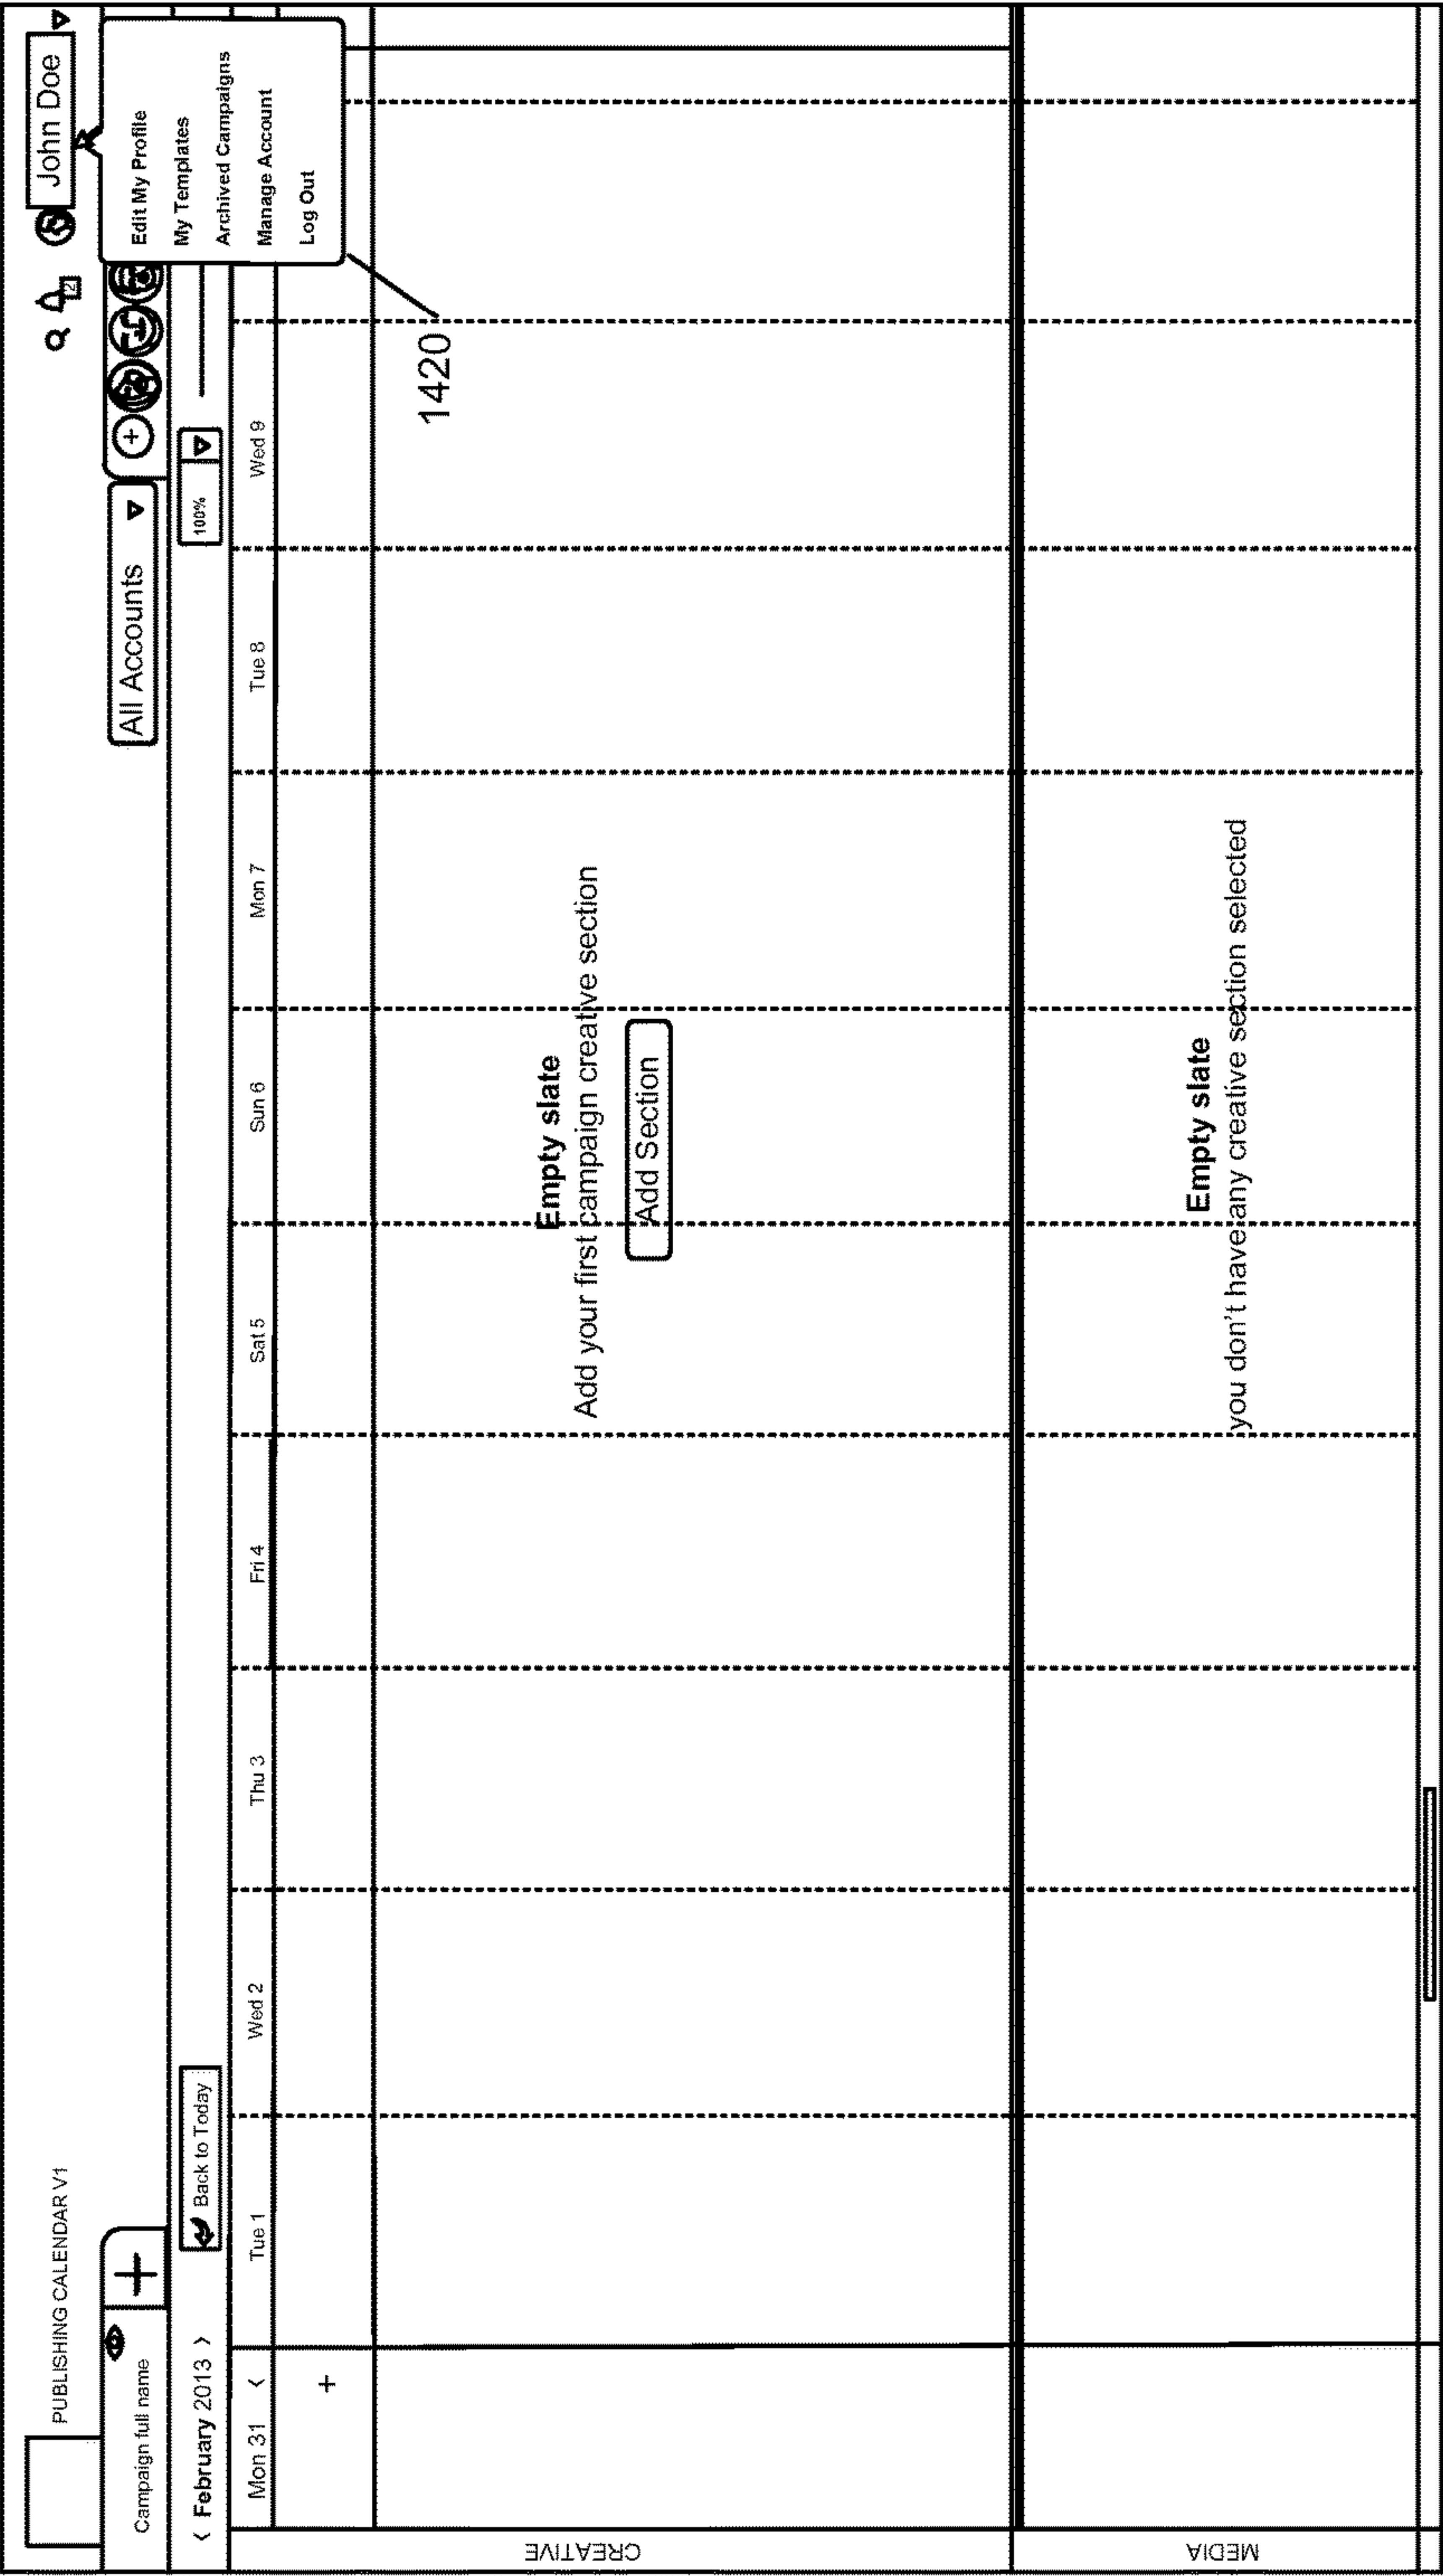 PUBLISHING CALENDAR V1
2
John Doe
Campaign full name
+
All Accounts
+
Edit My Profile
My Templates
Archived Campaigns
Manage Account
Log Out
< February 2013 >
Back to Today
100%
Mon 31 <
Tue 1
Wed 2
Thu 3
Fri 4
Sat 5
Sun 6
Mon 7
Tue 8
Wed 9
+
1420
CREATIVE
Empty slate
Add your first campaign creative section
Add Section
MEDIA
Empty slate
you don't have any creative section selected